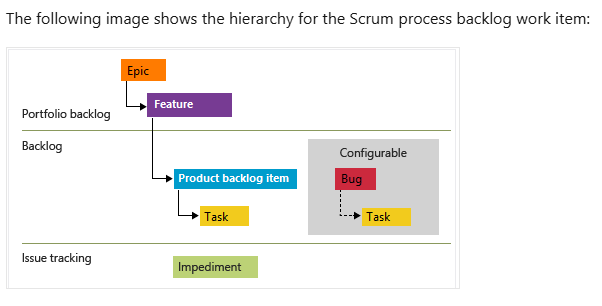 The following image shows the hierarchy for the Scrum process backlog work item:
Epic
Feature
Portfolio backlog
Backlog
Configurable
Product backlog item
Bug
Task
Task
Issue tracking
Impediment